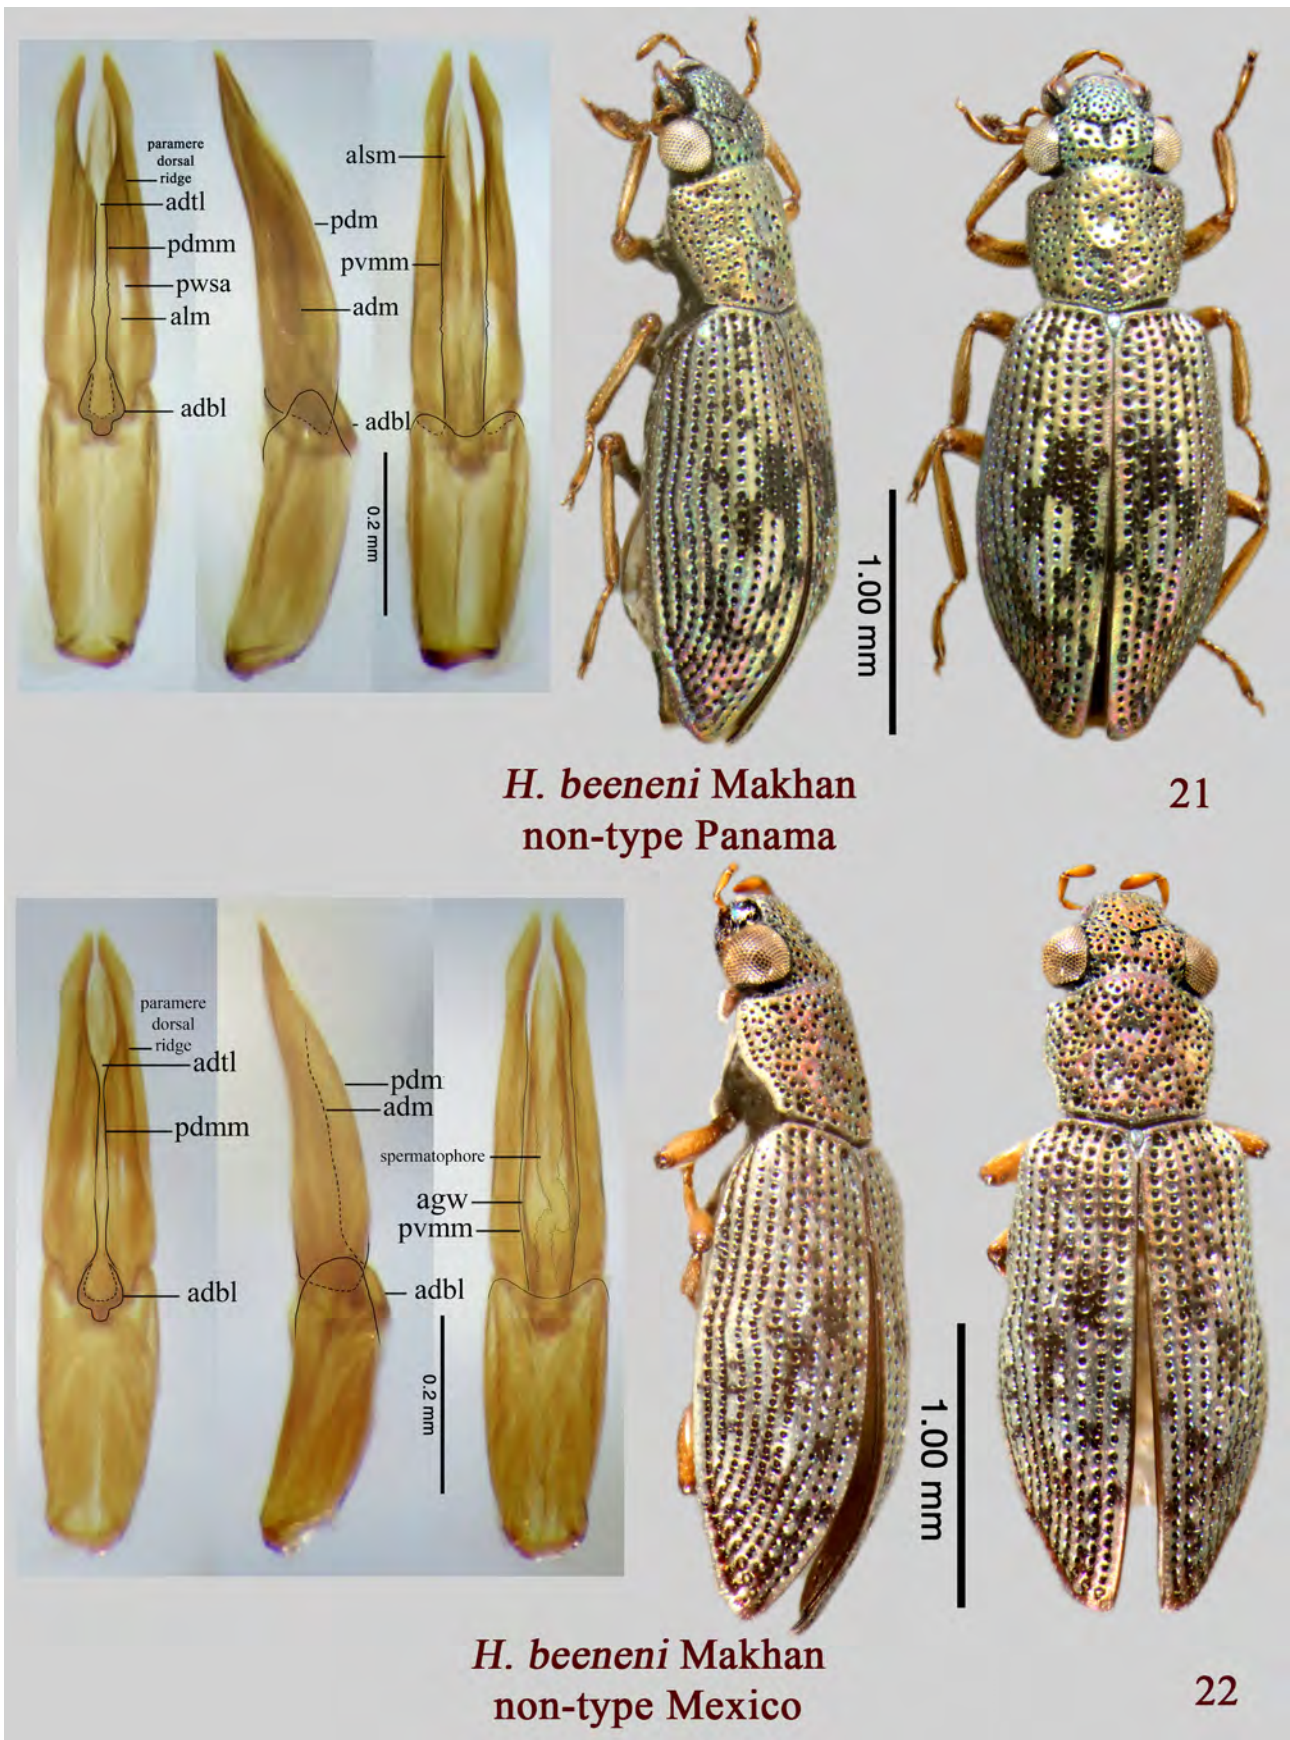 paramere
dorsal
ridge
adtl
pdmm
pwsa
alm
adbl
pdm
adm
adbl
alsm
pvmm
0.2 mm
1.00 mm
H. beeneni Makhan
non-type Panama
21
paramere
dorsal
ridge
adtl
pdmm
adbl
pdm
adm
spermatophore
agw
pvmm
adbl
0.2 mm
1.00 mm
H. beeneni Makhan
non-type Mexico
22